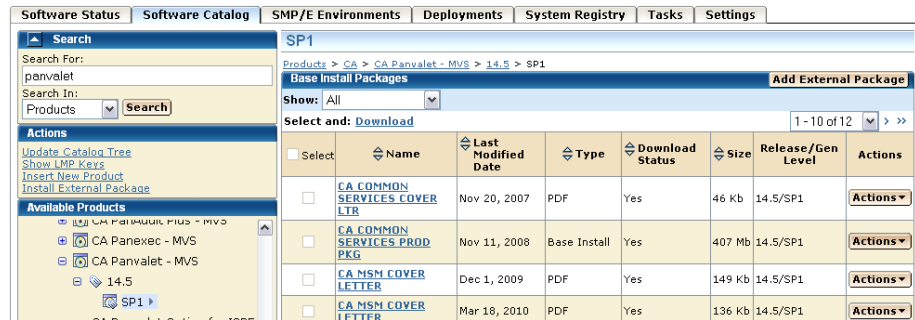 Software Status Software Catalog SMP/E Environments Deployments System Registry Tasks Settings
Search
Search For:
panvalet
Search In:
Products Search
Actions
Update Catalog Tree
Show LMP Keys
Insert New Product
Install External Package
Available Products
CA PanAudit Plus - MVS
CA Panexec - MVS
CA Panvalet - MVS
14.5
SP1
SP1
Products > CA > CA Panvalet - MVS > 14.5 > SP1
Base Install Packages Add External Package
Show: All
Select and: Download 1 - 10 of 12 > >>
Select Name Last Modified Date Type Download Status Size Release/Gen Level Actions
CA COMMON SERVICES COVER LTR Nov 20, 2007 PDF Yes 46 Kb 14.5/SP1 Actions
CA COMMON SERVICES PROD PKG Nov 11, 2008 Base Install Yes 407 Mb 14.5/SP1 Actions
CA MSM COVER LETTER Dec 1, 2009 PDF Yes 149 Kb 14.5/SP1 Actions
CA MSM COVER LETTER Mar 18, 2010 PDF Yes 136 Kb 14.5/SP1 Actions